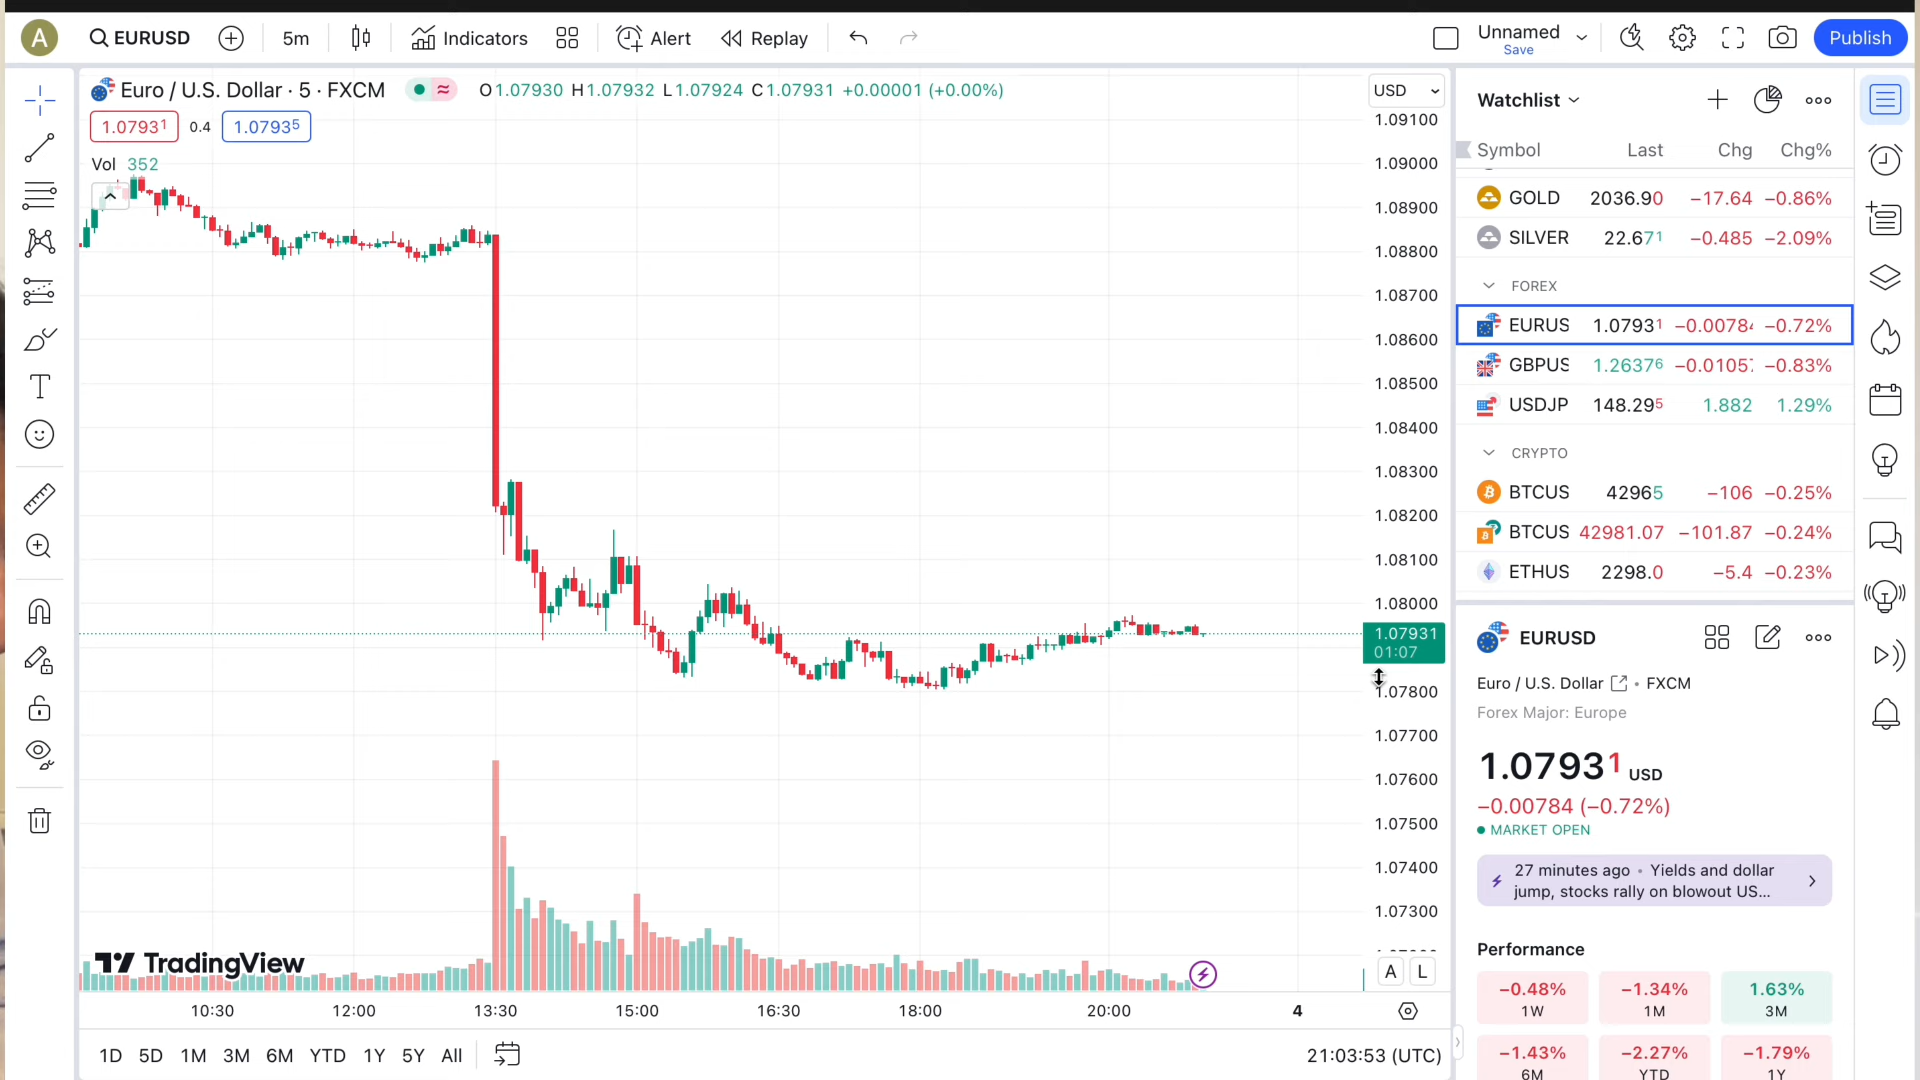 A EURUSD 5m Indicators Alert Replay Unnamed Save Publish
Euro / U.S. Dollar · 5 · FXCM O1.07930 H1.07932 L1.07924 C1.07931 +0.00001 (+0.00%)
1.07931 0.4 1.07935
Vol 352
USD
1.09100
1.09000
1.08900
1.08800
1.08700
1.08600
1.08500
1.08400
1.08300
1.08200
1.08100
1.08000
1.07931
01:07
1.07800
1.07700
1.07600
1.07500
1.07400
1.07300
A L
TradingView
10:30 12:00 13:30 15:00 16:30 18:00 20:00 4
1D 5D 1M 3M 6M YTD 1Y 5Y All 21:03:53 (UTC)
Watchlist
Symbol Last Chg Chg%
GOLD 2036.90 −17.64 −0.86%
SILVER 22.671 −0.485 −2.09%
FOREX
EURUS 1.07931 −0.00784 −0.72%
GBPUS 1.26376 −0.01057 −0.83%
USDJP 148.295 1.882 1.29%
CRYPTO
BTCUS 42965 −106 −0.25%
BTCUS 42981.07 −101.87 −0.24%
ETHUS 2298.0 −5.4 −0.23%
EURUSD
Euro / U.S. Dollar • FXCM
Forex Major: Europe
1.07931 USD
−0.00784 (−0.72%)
MARKET OPEN
27 minutes ago • Yields and dollar
jump, stocks rally on blowout US...
Performance
−0.48% −1.34% 1.63%
1W 1M 3M
−1.43% −2.27% −1.79%
6M YTD 1Y